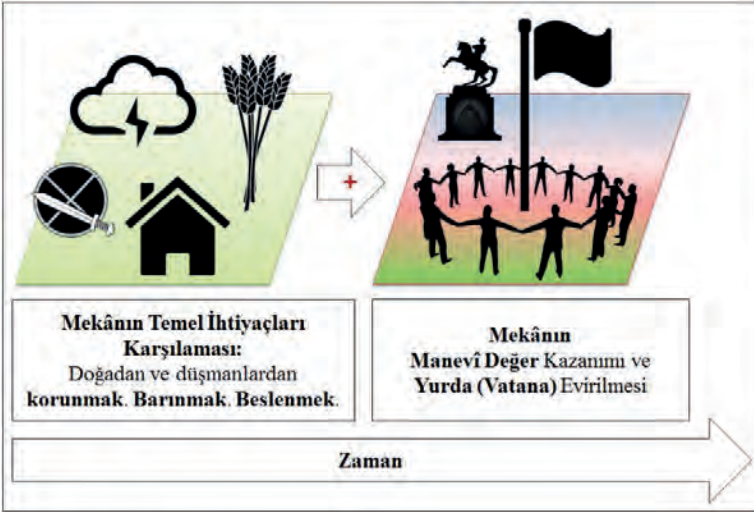 +
Mekânın Temel İhtiyaçları
Karşılaması:
Doğadan ve düşmanlardan
korunmak. Barınmak. Beslenmek.
Mekânın
Manevî Değer Kazanımı ve
Yurda (Vatana) Evirilmesi
Zaman